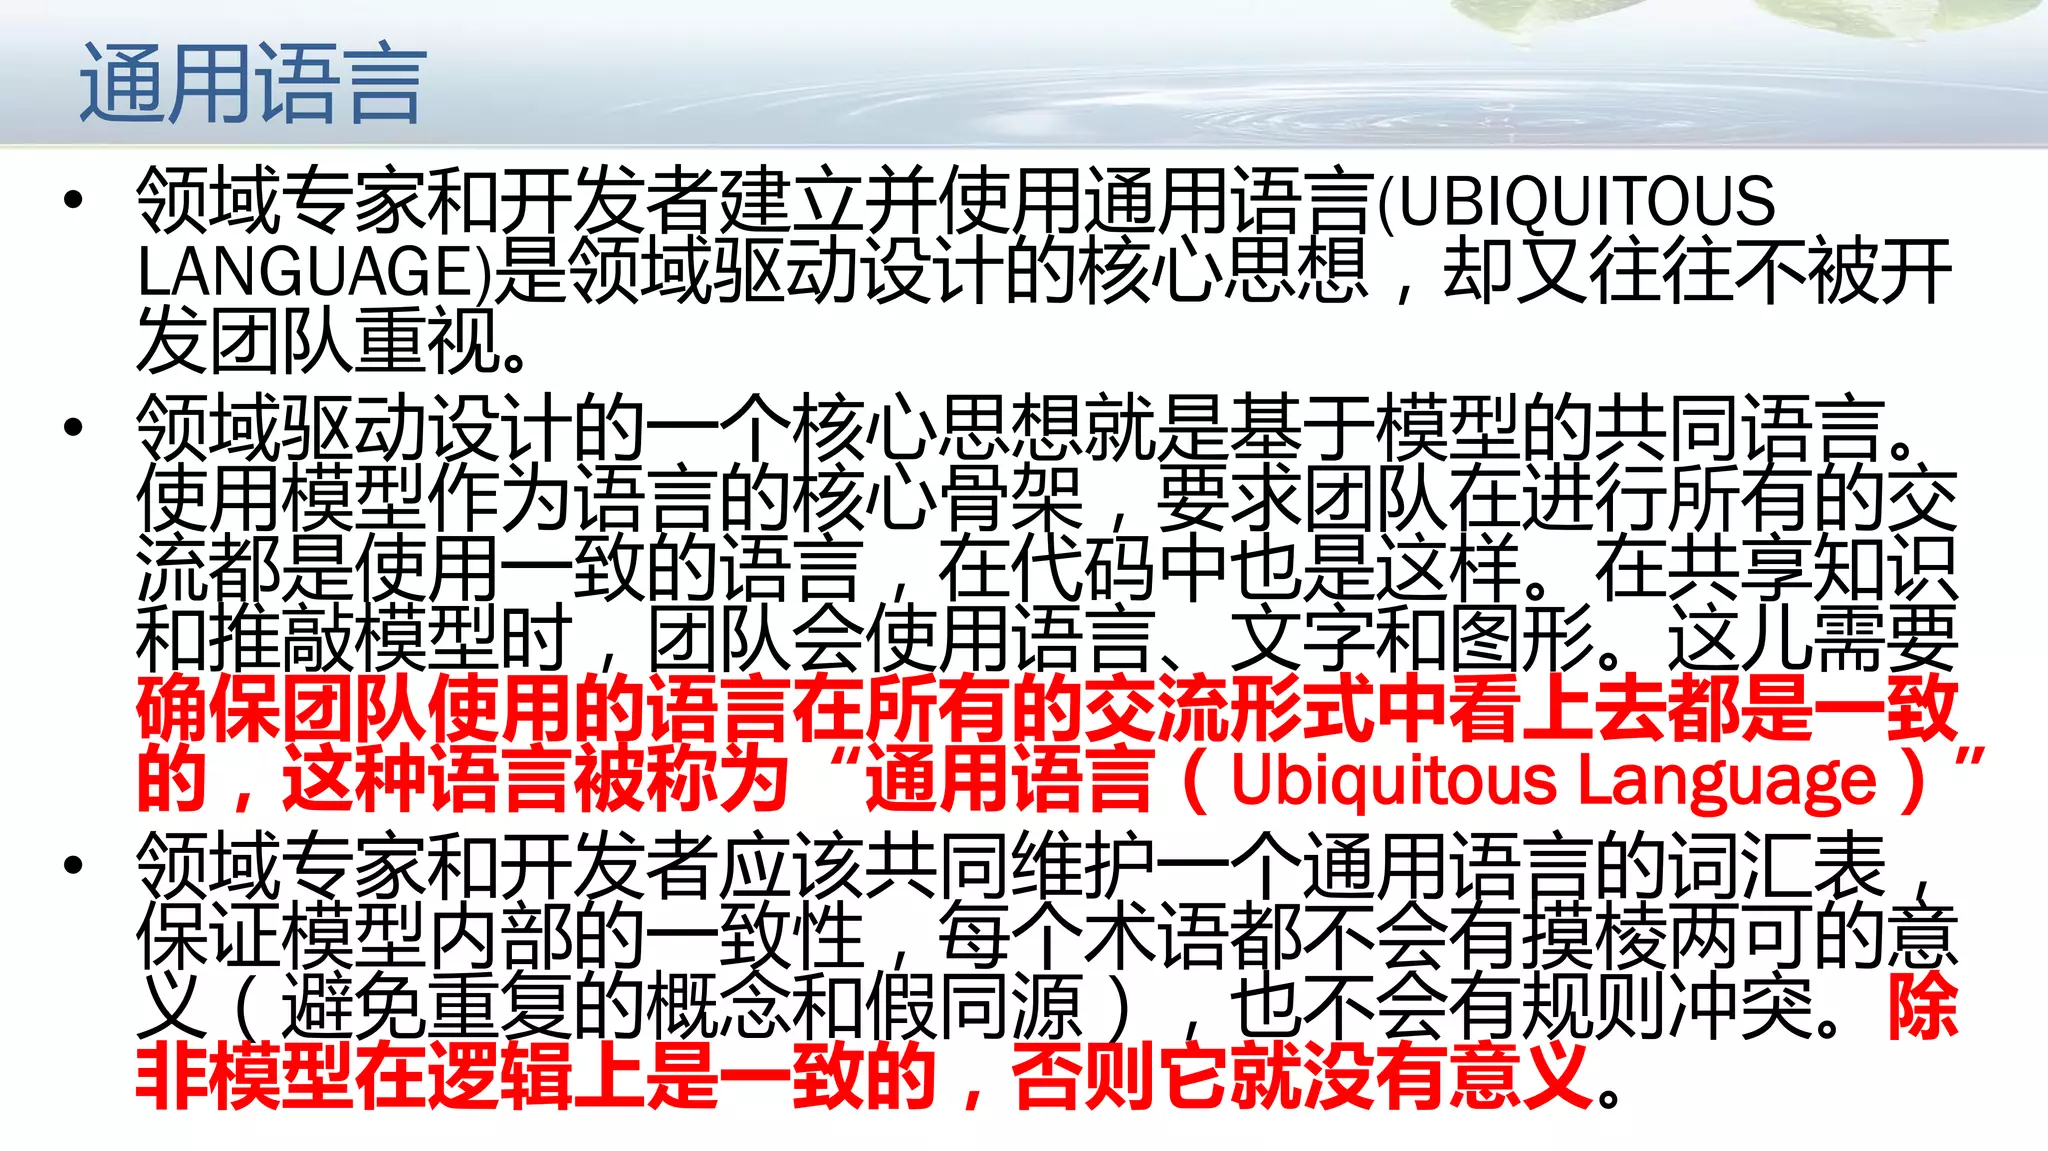 通用语言
• 领域专家和开发者建立并使用通用语言(UBIQUITOUS
LANGUAGE)是领域驱动设计的核心思想，却又往往不被开
发团队重视。
• 领域驱动设计的一个核心思想就是基于模型的共同语言。
使用模型作为语言的核心骨架，要求团队在进行所有的交
流都是使用一致的语言，在代码中也是这样。在共享知识
和推敲模型时，团队会使用语言、文字和图形。这儿需要
确保团队使用的语言在所有的交流形式中看上去都是一致
的，这种语言被称为“通用语言（Ubiquitous Language）”
• 领域专家和开发者应该共同维护一个通用语言的词汇表，
保证模型内部的一致性，每个术语都不会有摸棱两可的意
义（避免重复的概念和假同源），也不会有规则冲突。除
非模型在逻辑上是一致的，否则它就没有意义。